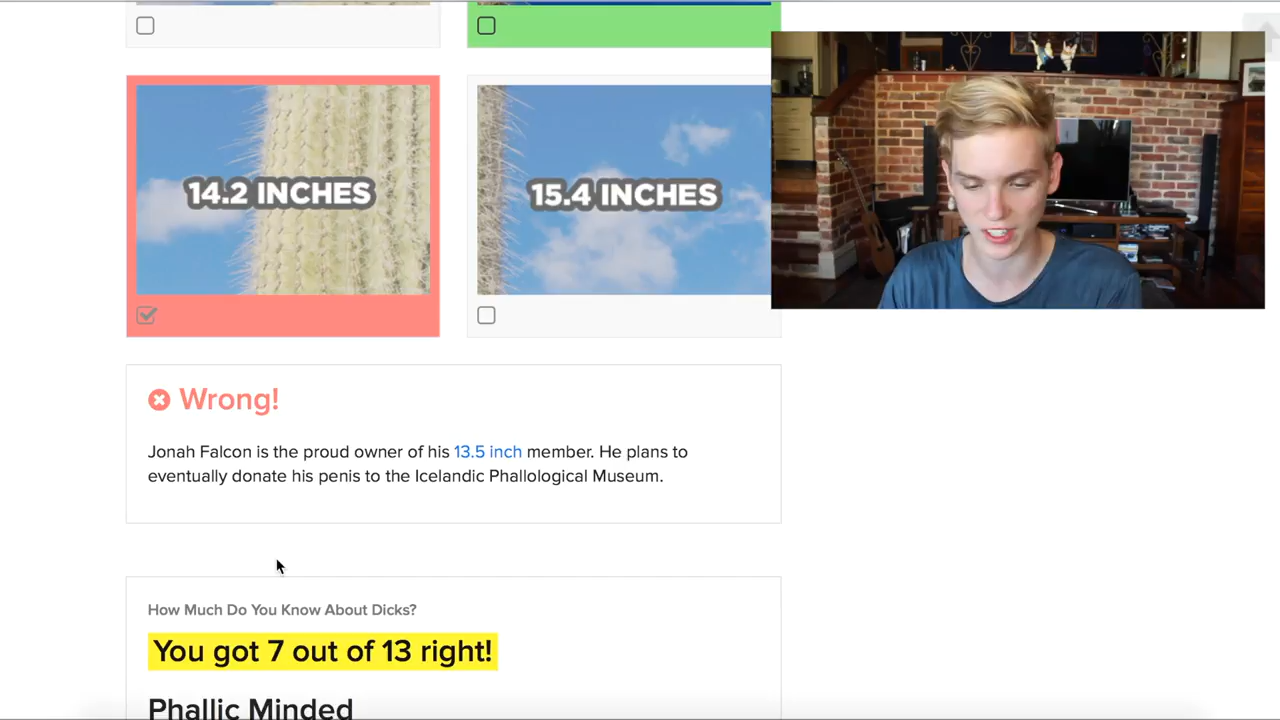 14.2 INCHES
15.4 INCHES
Wrong!
Jonah Falcon is the proud owner of his 13.5 inch member. He plans to
eventually donate his penis to the Icelandic Phallological Museum.
How Much Do You Know About Dicks?
You got 7 out of 13 right!
Phallic Minded